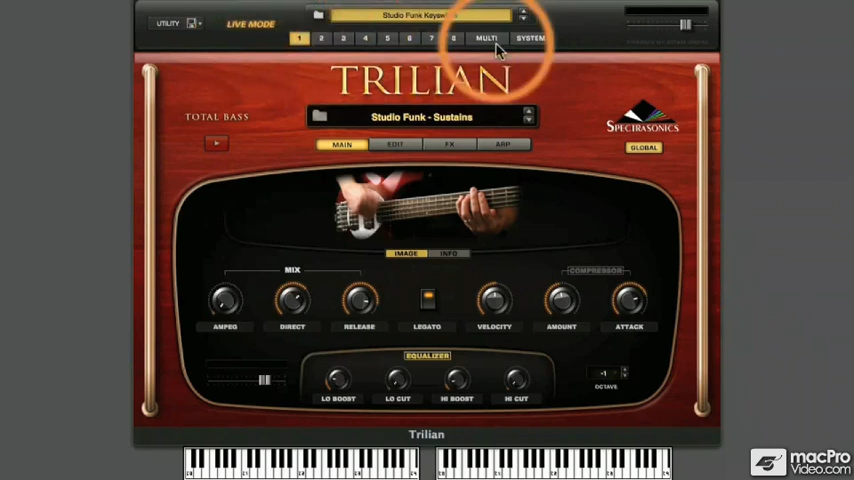 Studio Funk Keyswitch
UTILITY
LIVE MODE
1 2 3 4 5 6 7 8 MULTI SYSTEM
TRILIAN
TOTAL BASS
Studio Funk - Sustains
SPECTRASONICS
MAIN EDIT FX ARP
GLOBAL
IMAGE INFO
MIX
COMPRESSOR
AMPEG DIRECT RELEASE LEGATO VELOCITY AMOUNT ATTACK
EQUALIZER
-1
OCTAVE
LO BOOST LO CUT HI BOOST HI CUT
Trilian
macPro
Video.com